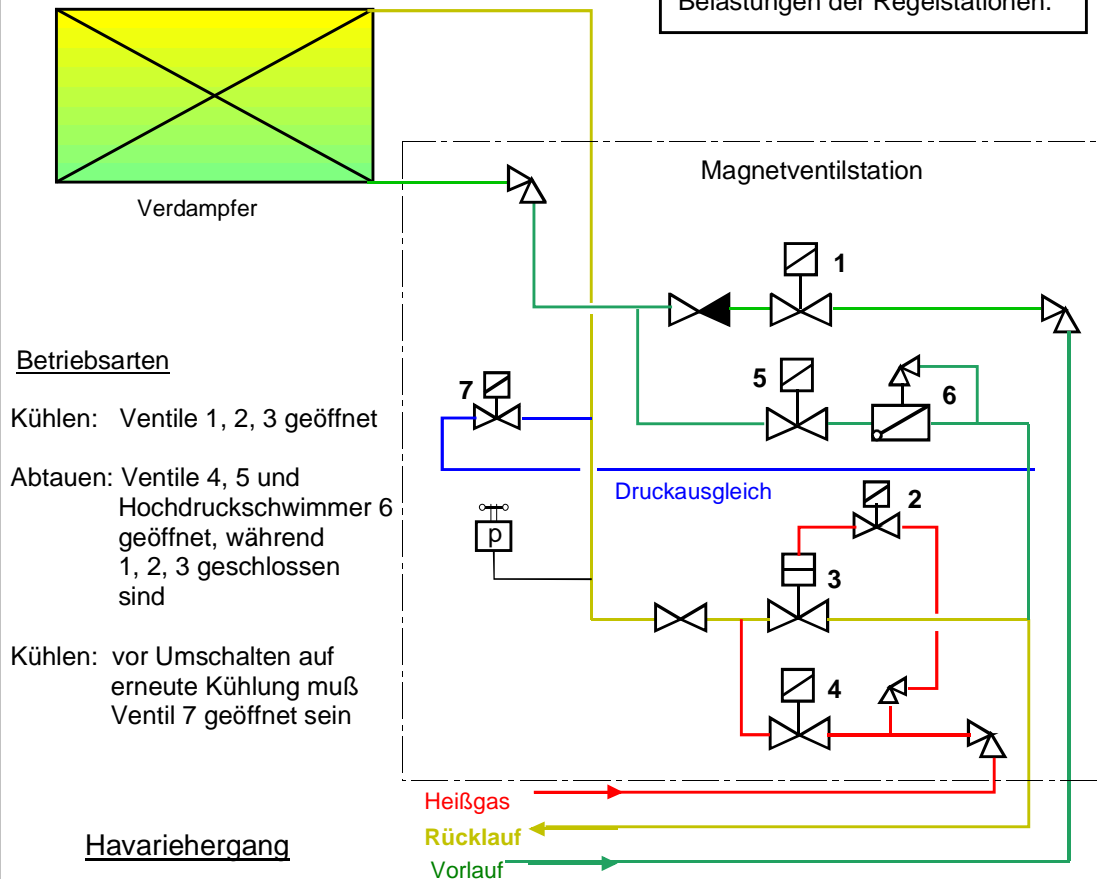 Belastungen der Regelstationen.
Magnetventilstation
Verdampfer
1
Betriebsarten
5
7
6
Kühlen: Ventile 1, 2, 3 geöffnet
Abtauen: Ventile 4, 5 und
Hochdruckschwimmer 6
geöffnet, während
1, 2, 3 geschlossen
sind
Druckausgleich
2
p
3
Kühlen: vor Umschalten auf
erneute Kühlung muß
Ventil 7 geöffnet sein
4
Heißgas
Rücklauf
Vorlauf
Havariehergang